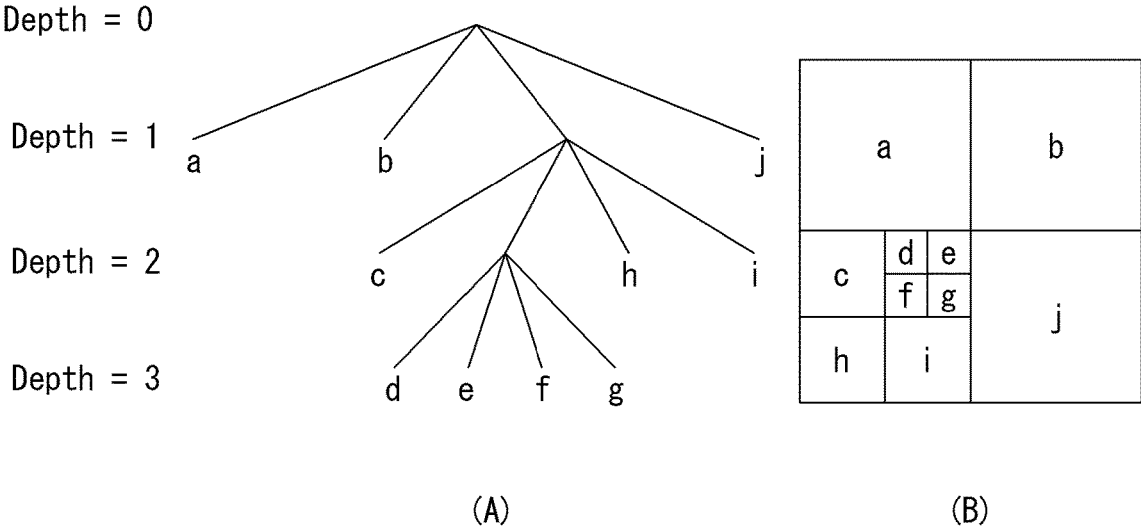 Depth = 0
Depth = 1
a b j
Depth = 2
c h i
Depth = 3
d e f g
(A)
a b
c d e
f g
j
h i
(B)